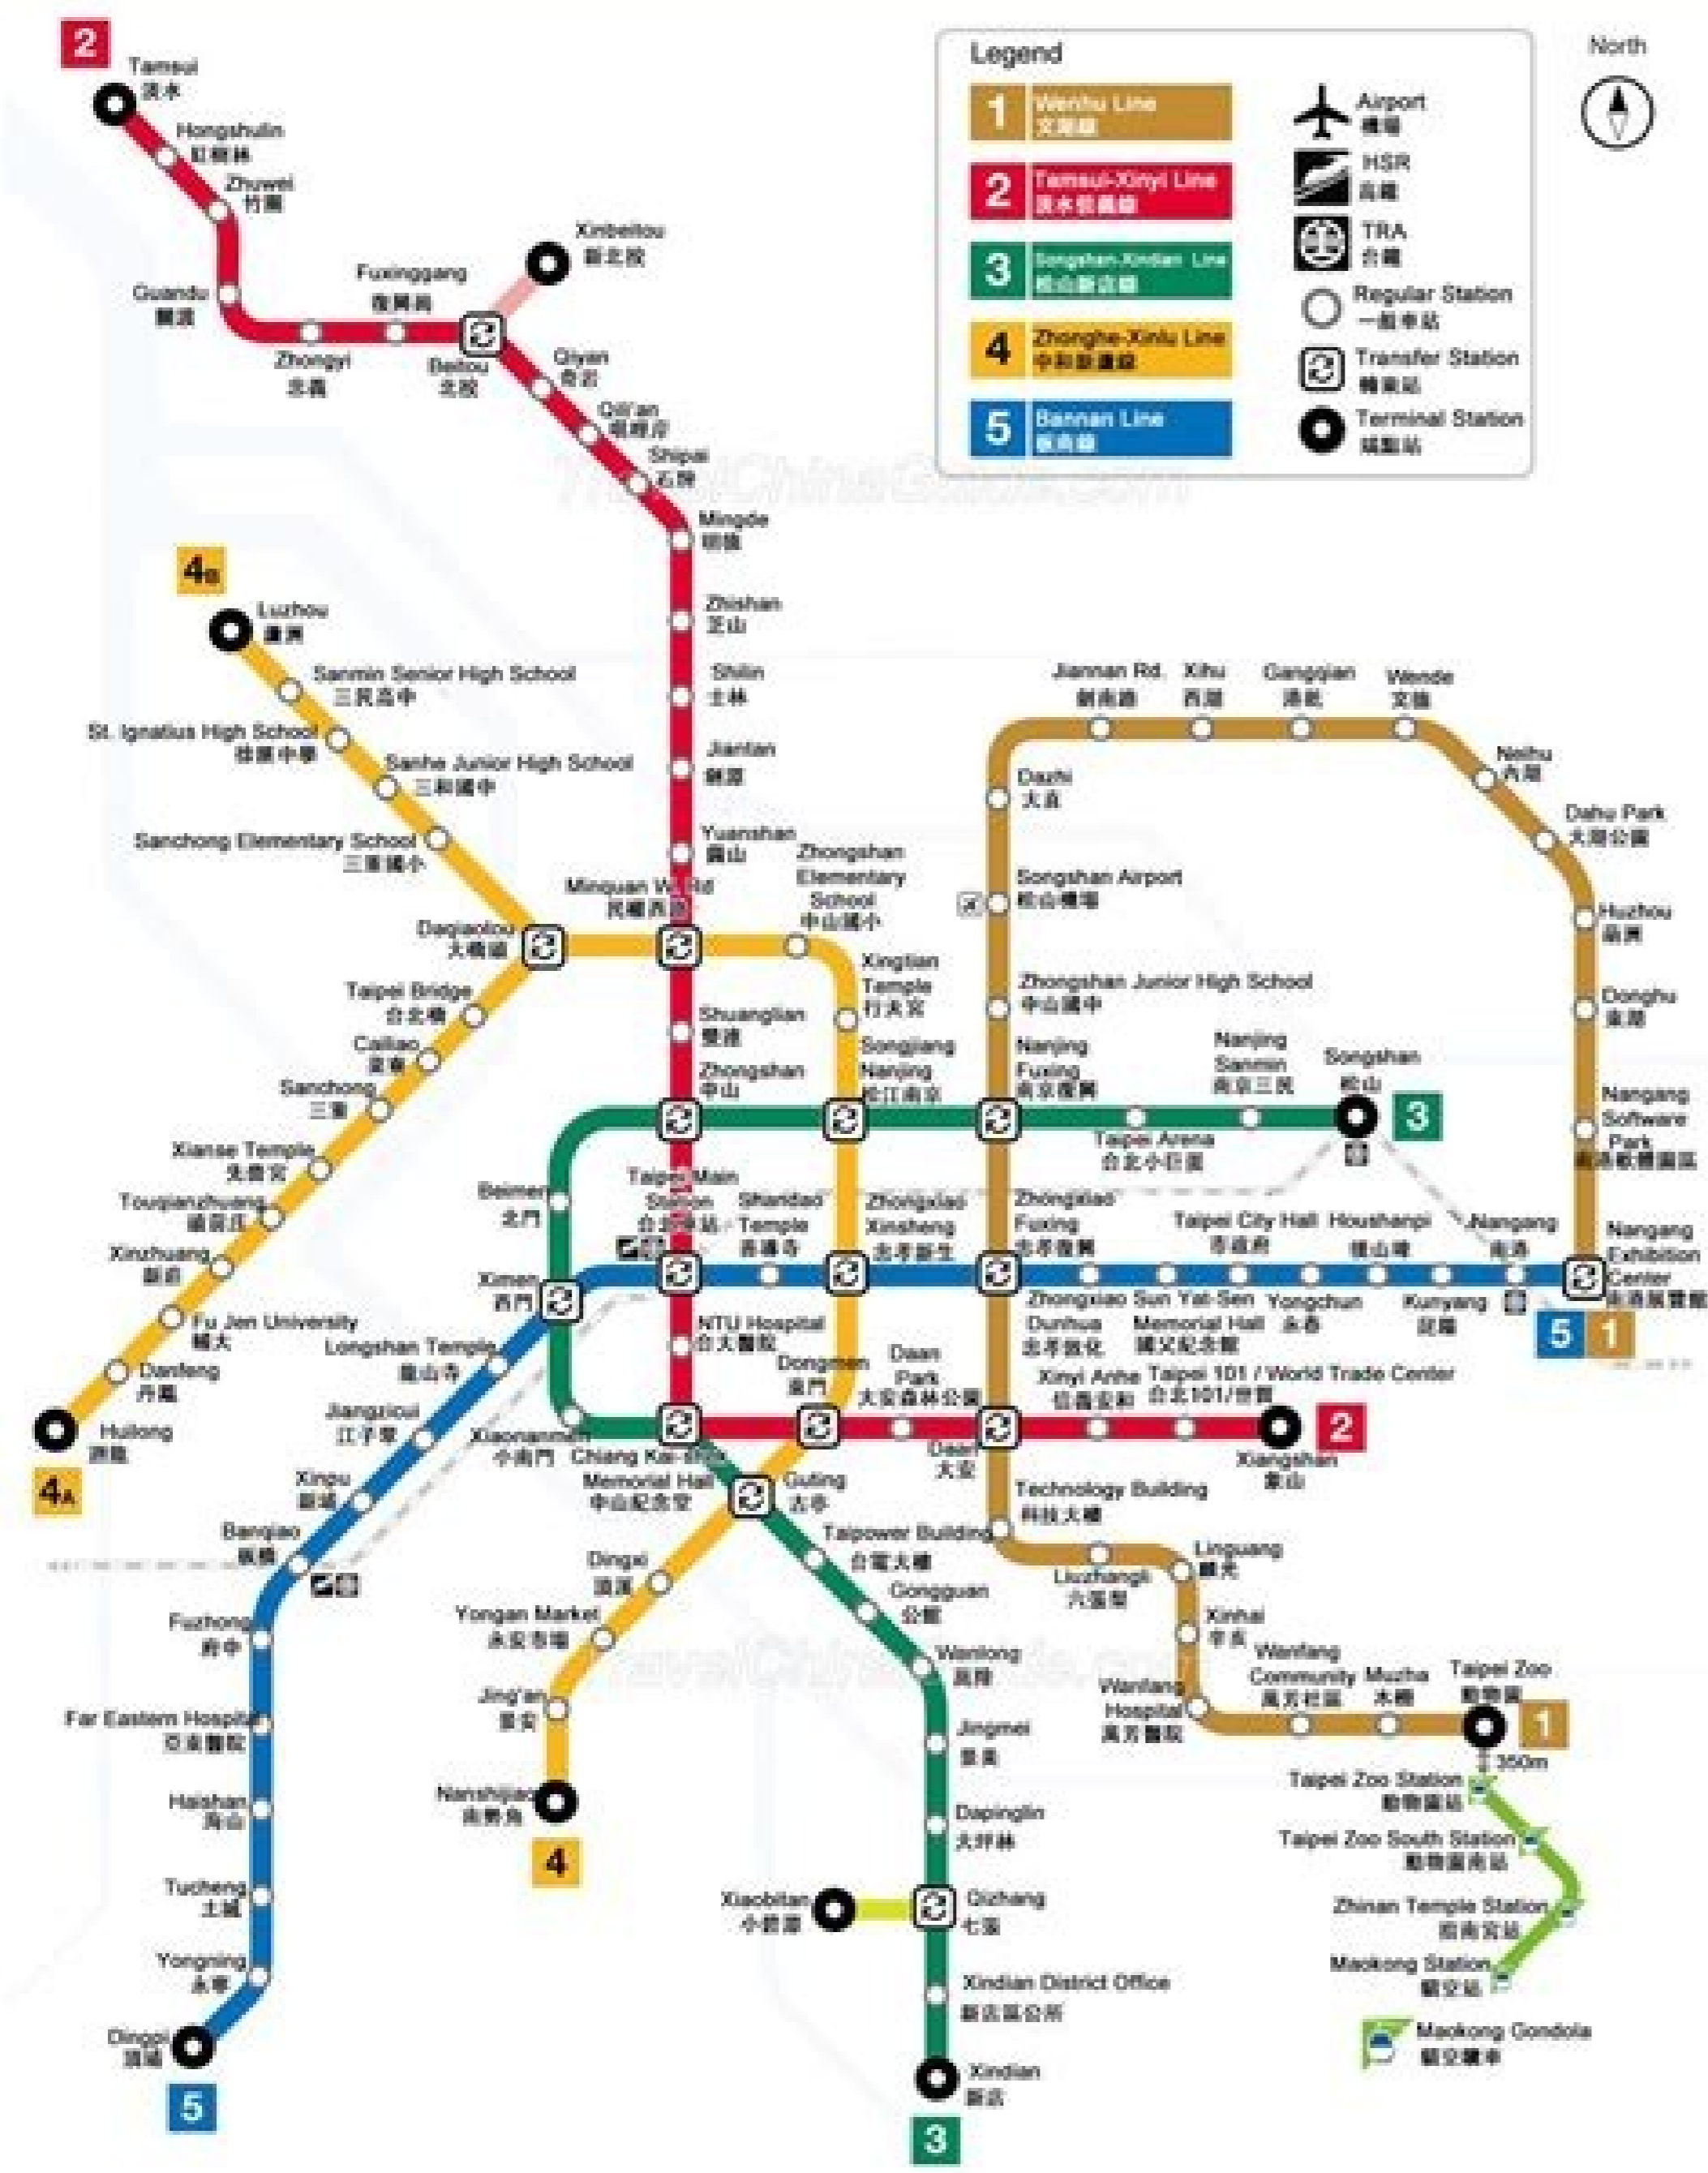 2
Tamsui
淡水
Hongshulin
紅樹林
Zhuwei
竹圍
Guandu
關渡
Zhongyi
忠義
Fuxinggang
復興崗
Beitou
北投
Xinbeitou
新北投
Qiyan
奇岩
Qili'an
唭哩岸
Shipai
石牌
Mingde
明德
Zhishan
芝山
Shilin
士林
Jiantan
劍潭
Yuanshan
圓山
Legend
1
Wenhu Line
文湖線
2
Tamsui-Xinyi Line
淡水信義線
3
Songshan-Xindian Line
松山新店線
4
Zhonghe-Xinlu Line
中和新蘆線
5
Bannan Line
板南線
Airport
機場
HSR
高鐵
TRA
台鐵
Regular Station
一般車站
Transfer Station
轉乘站
Terminal Station
端點站
North
TravelChinaGuide.com
4B
Luzhou
蘆洲
Sanmin Senior High School
三民高中
St. Ignatius High School
徐匯中學
Sanhe Junior High School
三和國中
Sanchong Elementary School
三重國小
Daqiaotou
大橋頭
Minquan W. Rd
民權西路
Zhongshan
Elementary
School
中山國小
Xingtian
Temple
行天宮
Songjiang
Nanjing
松江南京
Shuanglian
雙連
Zhongshan
中山
Taipei Bridge
台北橋
Cailiao
菜寮
Sanchong
三重
Xianse Temple
先嗇宮
Touqianzhuang
頭前庄
Xinzhuang
新莊
Fu Jen University
輔大
Danfeng
丹鳳
Huilong
迴龍
4A
Jiannan Rd.
劍南路
Xihu
西湖
Gangqian
港墘
Wende
文德
Neihu
內湖
Dahu Park
大湖公園
Huzhou
葫洲
Donghu
東湖
Nangang
Software
Park
南港軟體園區
Nangang
Exhibition
Center
南港展覽館
5
1
Dazhi
大直
Songshan Airport
松山機場
Zhongshan Junior High School
中山國中
Nanjing
Fuxing
南京復興
Taipei Arena
台北小巨蛋
Nanjing
Sanmin
南京三民
Songshan
松山
3
Beimen
北門
Ximen
西門
Taipei Main
Station
台北車站
Shandao
Temple
善導寺
Zhongxiao
Xinsheng
忠孝新生
Zhongxiao
Fuxing
忠孝復興
Zhongxiao
Dunhua
忠孝敦化
Sun Yat-Sen
Memorial Hall
國父紀念館
Taipei City Hall
市政府
Yongchun
永春
Houshanpi
後山埤
Kunyang
昆陽
Nangang
南港
NTU Hospital
台大醫院
Longshan Temple
龍山寺
Jiangzicui
江子翠
Xinpu
新埔
Banqiao
板橋
Fuzhong
府中
Far Eastern Hospital
亞東醫院
Haishan
海山
Tucheng
土城
Yongning
永寧
Dingpi
頂埔
5
Xiaonanmen
小南門
Chiang Kai-shek
Memorial Hall
中山紀念堂
Dongmen
東門
Daan
Park
大安森林公園
Daan
大安
Xinyi Anhe
信義安和
Taipei 101 / World Trade Center
台北101/世貿
Xiangshan
象山
2
Guting
古亭
Dingxi
頂溪
Yongan Market
永安市場
Jing'an
景安
Nanshijiao
南勢角
4
TravelChinaGuide.com
Taipower Building
台電大樓
Gongguan
公館
Wanlong
萬隆
Jingmei
景美
Dapinglin
大坪林
Qizhang
七張
Xiaobitan
小碧潭
Xindian District Office
新店區公所
Xindian
新店
3
Technology Building
科技大樓
Liuzhangli
六張犁
Linguang
麟光
Xinhai
辛亥
Wanfang
Hospital
萬芳醫院
Wanfang
Community
萬芳社區
Muzha
木柵
Taipei Zoo
動物園
1
350m
Taipei Zoo Station
動物園站
Taipei Zoo South Station
動物園南站
Zhinan Temple Station
指南宮站
Maokong Station
貓空站
Maokong Gondola
貓空纜車